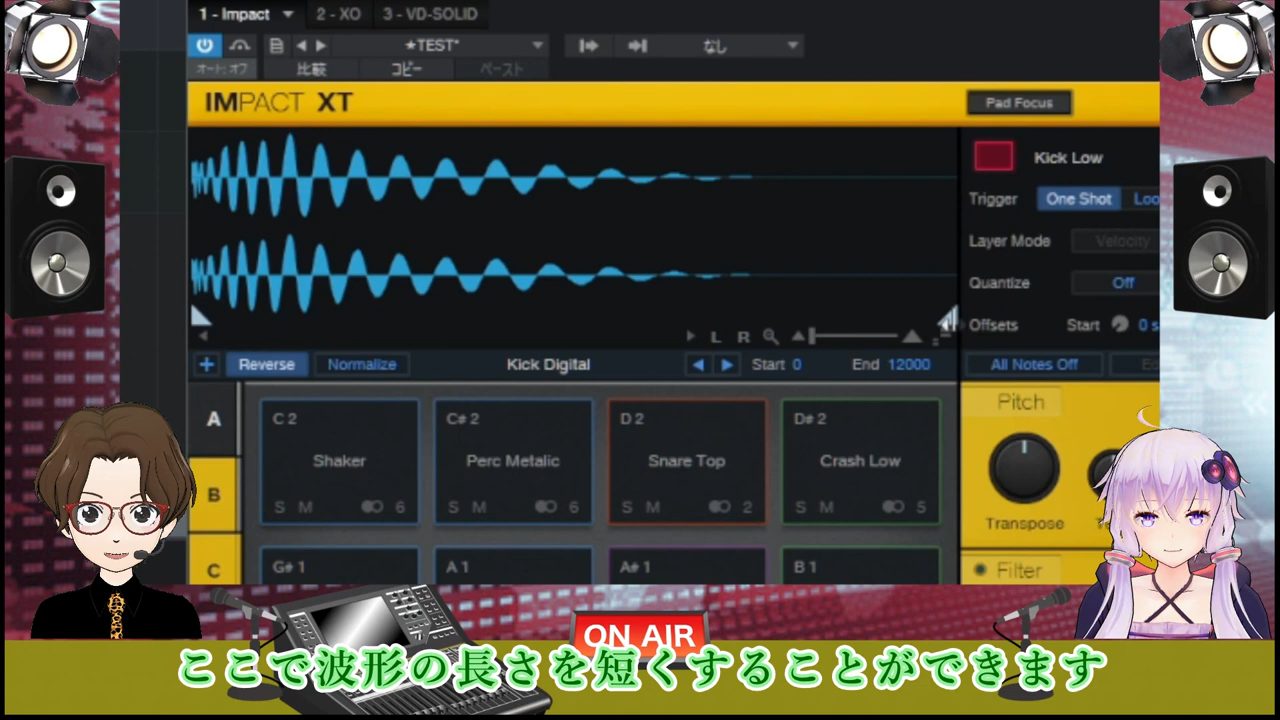 1 - Impact
2 - XO
3 - VD-SOLID
★TEST*
なし
オート:オフ
比較
コピー
ペースト
IMPACT XT
Pad Focus
Kick Low
Trigger
One Shot
Layer Mode
Velocity
Quantize
Off
Offsets
Start
0 s
L R
+
Reverse
Normalize
Kick Digital
Start 0
End 12000
All Notes Off
A
C 2
C# 2
D 2
D# 2
Shaker
Perc Metalic
Snare Top
Crash Low
S M 6
S M 6
S M 2
S M 5
B
C
G# 1
A 1
A# 1
B 1
Pitch
Transpose
Filter
ON AIR
ここで波形の長さを短くすることができます